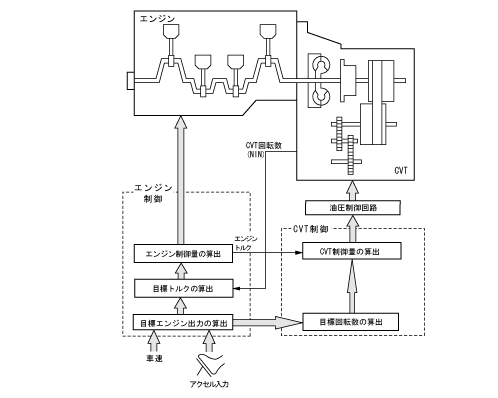 エンジン
CVT回転数
(NIN)
CVT
エンジン
制御
油圧制御回路
CVT制御
エンジン
トルク
エンジン制御量の算出
CVT制御量の算出
目標トルクの算出
目標エンジン出力の算出
目標回転数の算出
車速
アクセル入力